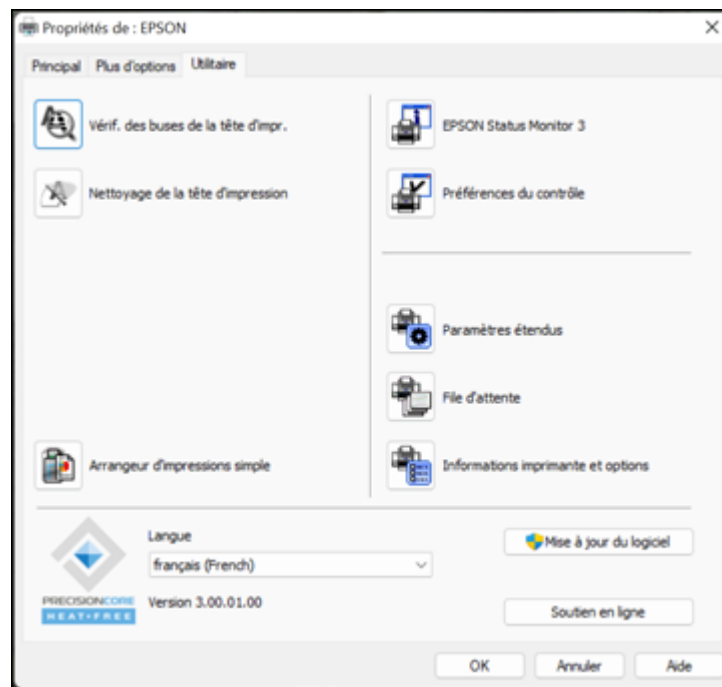 Propriétés de : EPSON
Principal Plus d'options Utilitaire
Vérif. des buses de la tête d'impr.
Nettoyage de la tête d'impression
Arrangeur d'impressions simple
EPSON Status Monitor 3
Préférences du contrôle
Paramètres étendus
File d'attente
Informations imprimante et options
PRECISIONCORE
HEAT-FREE
Langue
français (French)
Version 3.00.01.00
Mise à jour du logiciel
Soutien en ligne
OK Annuler Aide